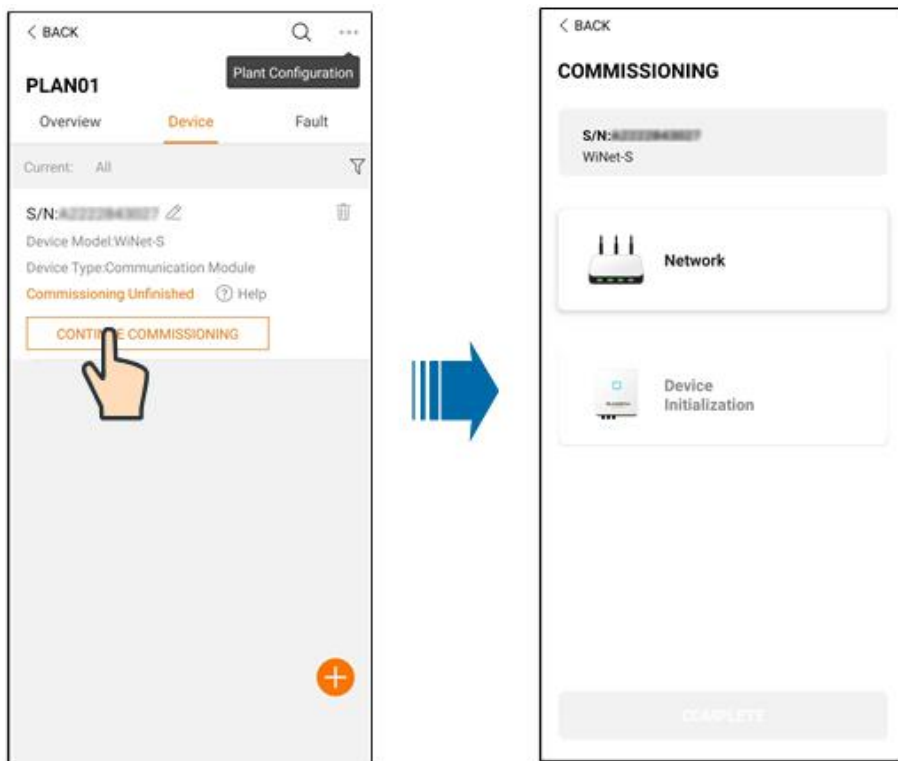 < BACK
Plant Configuration
PLAN01
Overview Device Fault
Current: All
S/N:
Device Model:WiNet-S
Device Type:Communication Module
Commissioning Unfinished ? Help
CONTINUE COMMISSIONING
< BACK
COMMISSIONING
S/N:
WiNet-S
Network
Device
Initialization
COMPLETE